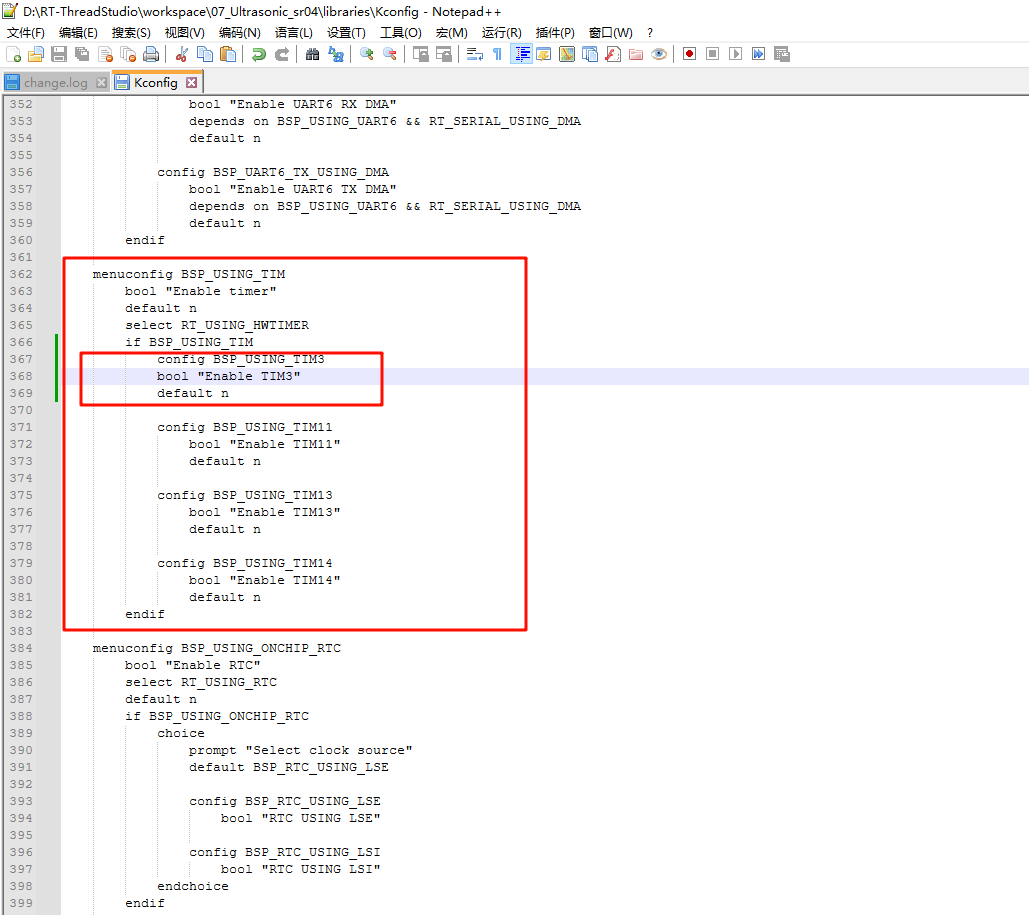 D:\RT-ThreadStudio\workspace\07_Ultrasonic_sr04\libraries\Kconfig - Notepad++
文件(F) 编辑(E) 搜索(S) 视图(V) 编码(N) 语言(L) 设置(T) 工具(O) 宏(M) 运行(R) 插件(P) 窗口(W) ?
change.log Kconfig
352 bool "Enable UART6 RX DMA"
353 depends on BSP_USING_UART6 && RT_SERIAL_USING_DMA
354 default n
355
356 config BSP_UART6_TX_USING_DMA
357 bool "Enable UART6 TX DMA"
358 depends on BSP_USING_UART6 && RT_SERIAL_USING_DMA
359 default n
360 endif
361
362 menuconfig BSP_USING_TIM
363 bool "Enable timer"
364 default n
365 select RT_USING_HWTIMER
366 if BSP_USING_TIM
367 config BSP_USING_TIM3
368 bool "Enable TIM3"
369 default n
370
371 config BSP_USING_TIM11
372 bool "Enable TIM11"
373 default n
374
375 config BSP_USING_TIM13
376 bool "Enable TIM13"
377 default n
378
379 config BSP_USING_TIM14
380 bool "Enable TIM14"
381 default n
382 endif
383
384 menuconfig BSP_USING_ONCHIP_RTC
385 bool "Enable RTC"
386 select RT_USING_RTC
387 default n
388 if BSP_USING_ONCHIP_RTC
389 choice
390 prompt "Select clock source"
391 default BSP_RTC_USING_LSE
392
393 config BSP_RTC_USING_LSE
394 bool "RTC USING LSE"
395
396 config BSP_RTC_USING_LSI
397 bool "RTC USING LSI"
398 endchoice
399 endif